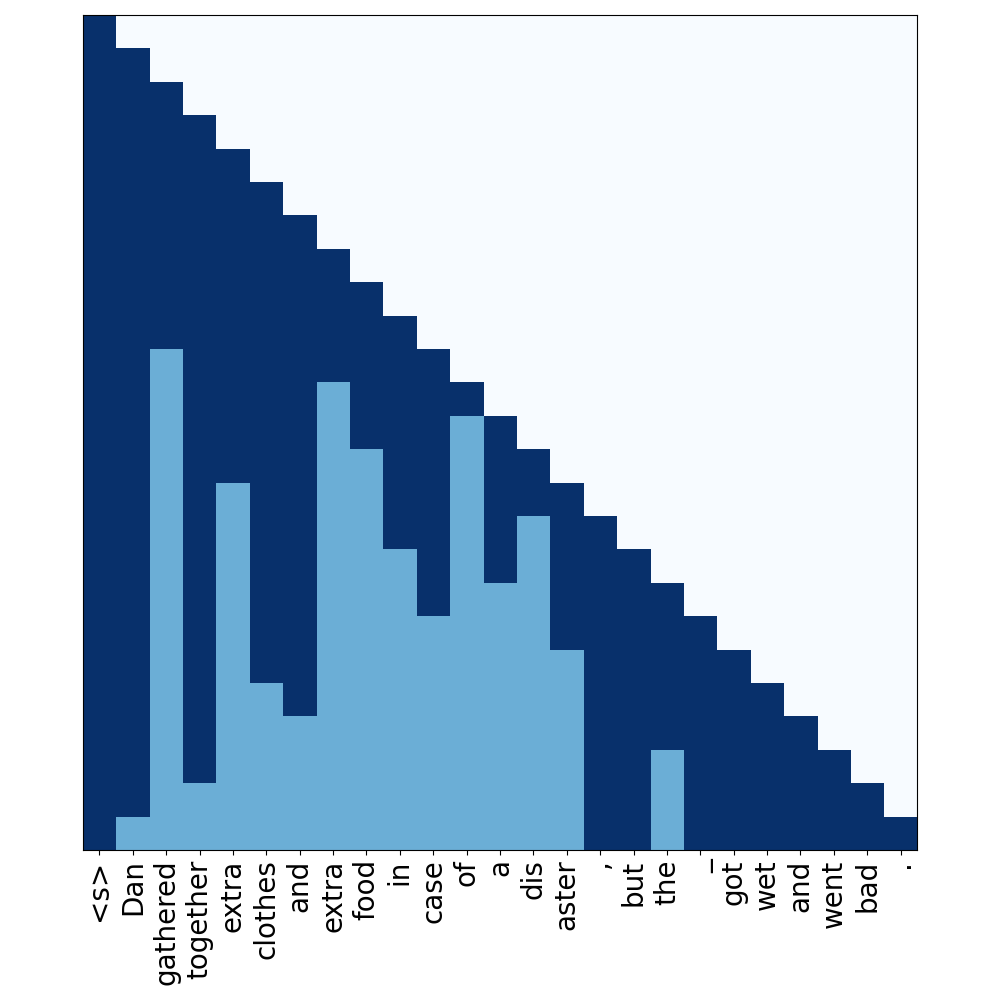 <s> Dan gathered together extra clothes and extra food in case of a dis aster , but the _ got wet and went bad .